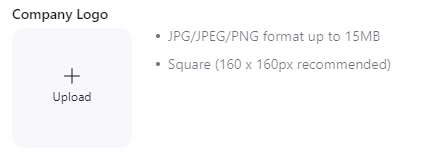 Company Logo
• JPG/JPEG/PNG format up to 15MB
• Square (160 x 160px recommended)
+
Upload